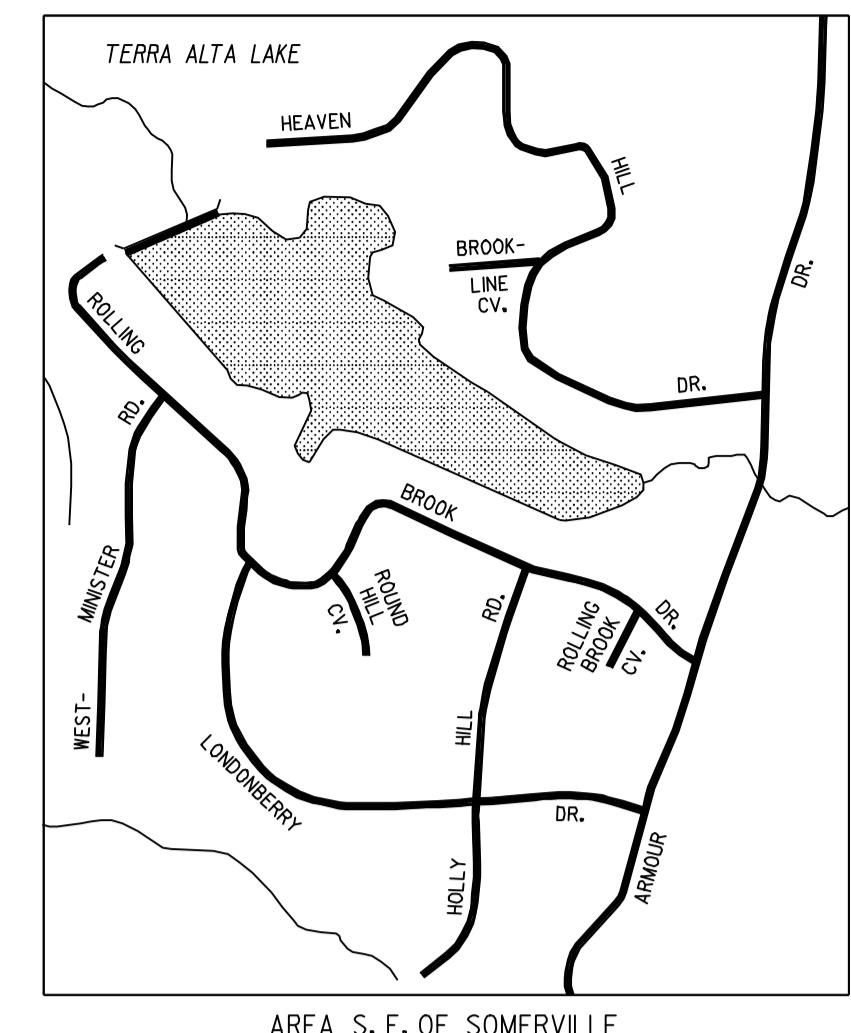 TERRA ALTA LAKE
HEAVEN
HILL
DR.
BROOK-
LINE
CV.
DR.
ROLLING
RD.
BROOK
DR.
MINISTER
WEST-
ROUND
HILL
CV.
RD.
HILL
HOLLY
ROLLING
BROOK
CV.
LONDONBERRY
DR.
ARMOUR
AREA S.E. OF SOMERVILLE